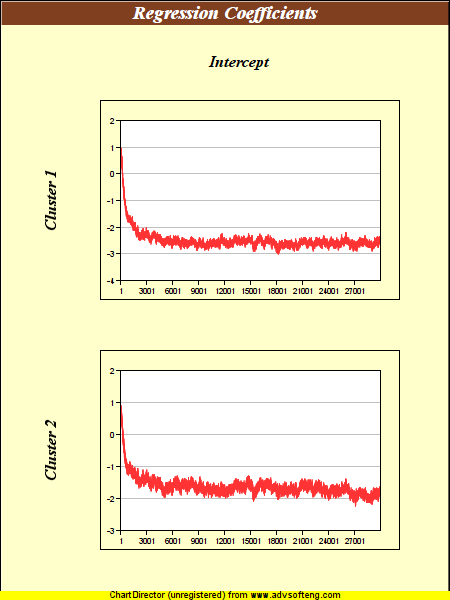 Regression Coefficients
Intercept
Cluster 1
2
1
0
-1
-2
-3
-4
1 3001 6001 9001 12001 15001 18001 21001 24001 27001
Cluster 2
2
1
0
-1
-2
-3
1 3001 6001 9001 12001 15001 18001 21001 24001 27001
ChartDirector (unregistered) from www.advsofteng.com